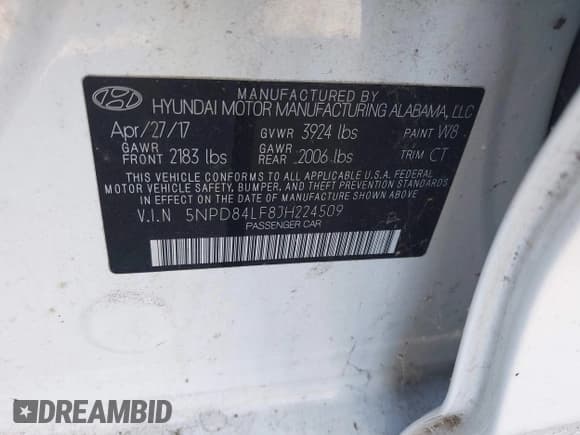 MANUFACTURED BY
HYUNDAI MOTOR MANUFACTURING ALABAMA, LLC
Apr/27/17 GVWR 3924 lbs PAINT W8
GAWR FRONT 2183 lbs GAWR REAR 2006 lbs TRIM CT
THIS VEHICLE CONFORMS TO ALL APPLICABLE U.S.A. FEDERAL
MOTOR VEHICLE SAFETY, BUMPER, AND THEFT PREVENTION
STANDARDS IN EFFECT ON THE DATE OF MANUFACTURE SHOWN ABOVE.
V.I.N 5NPD84LF8JH224509
PASSENGER CAR
DREAMBID